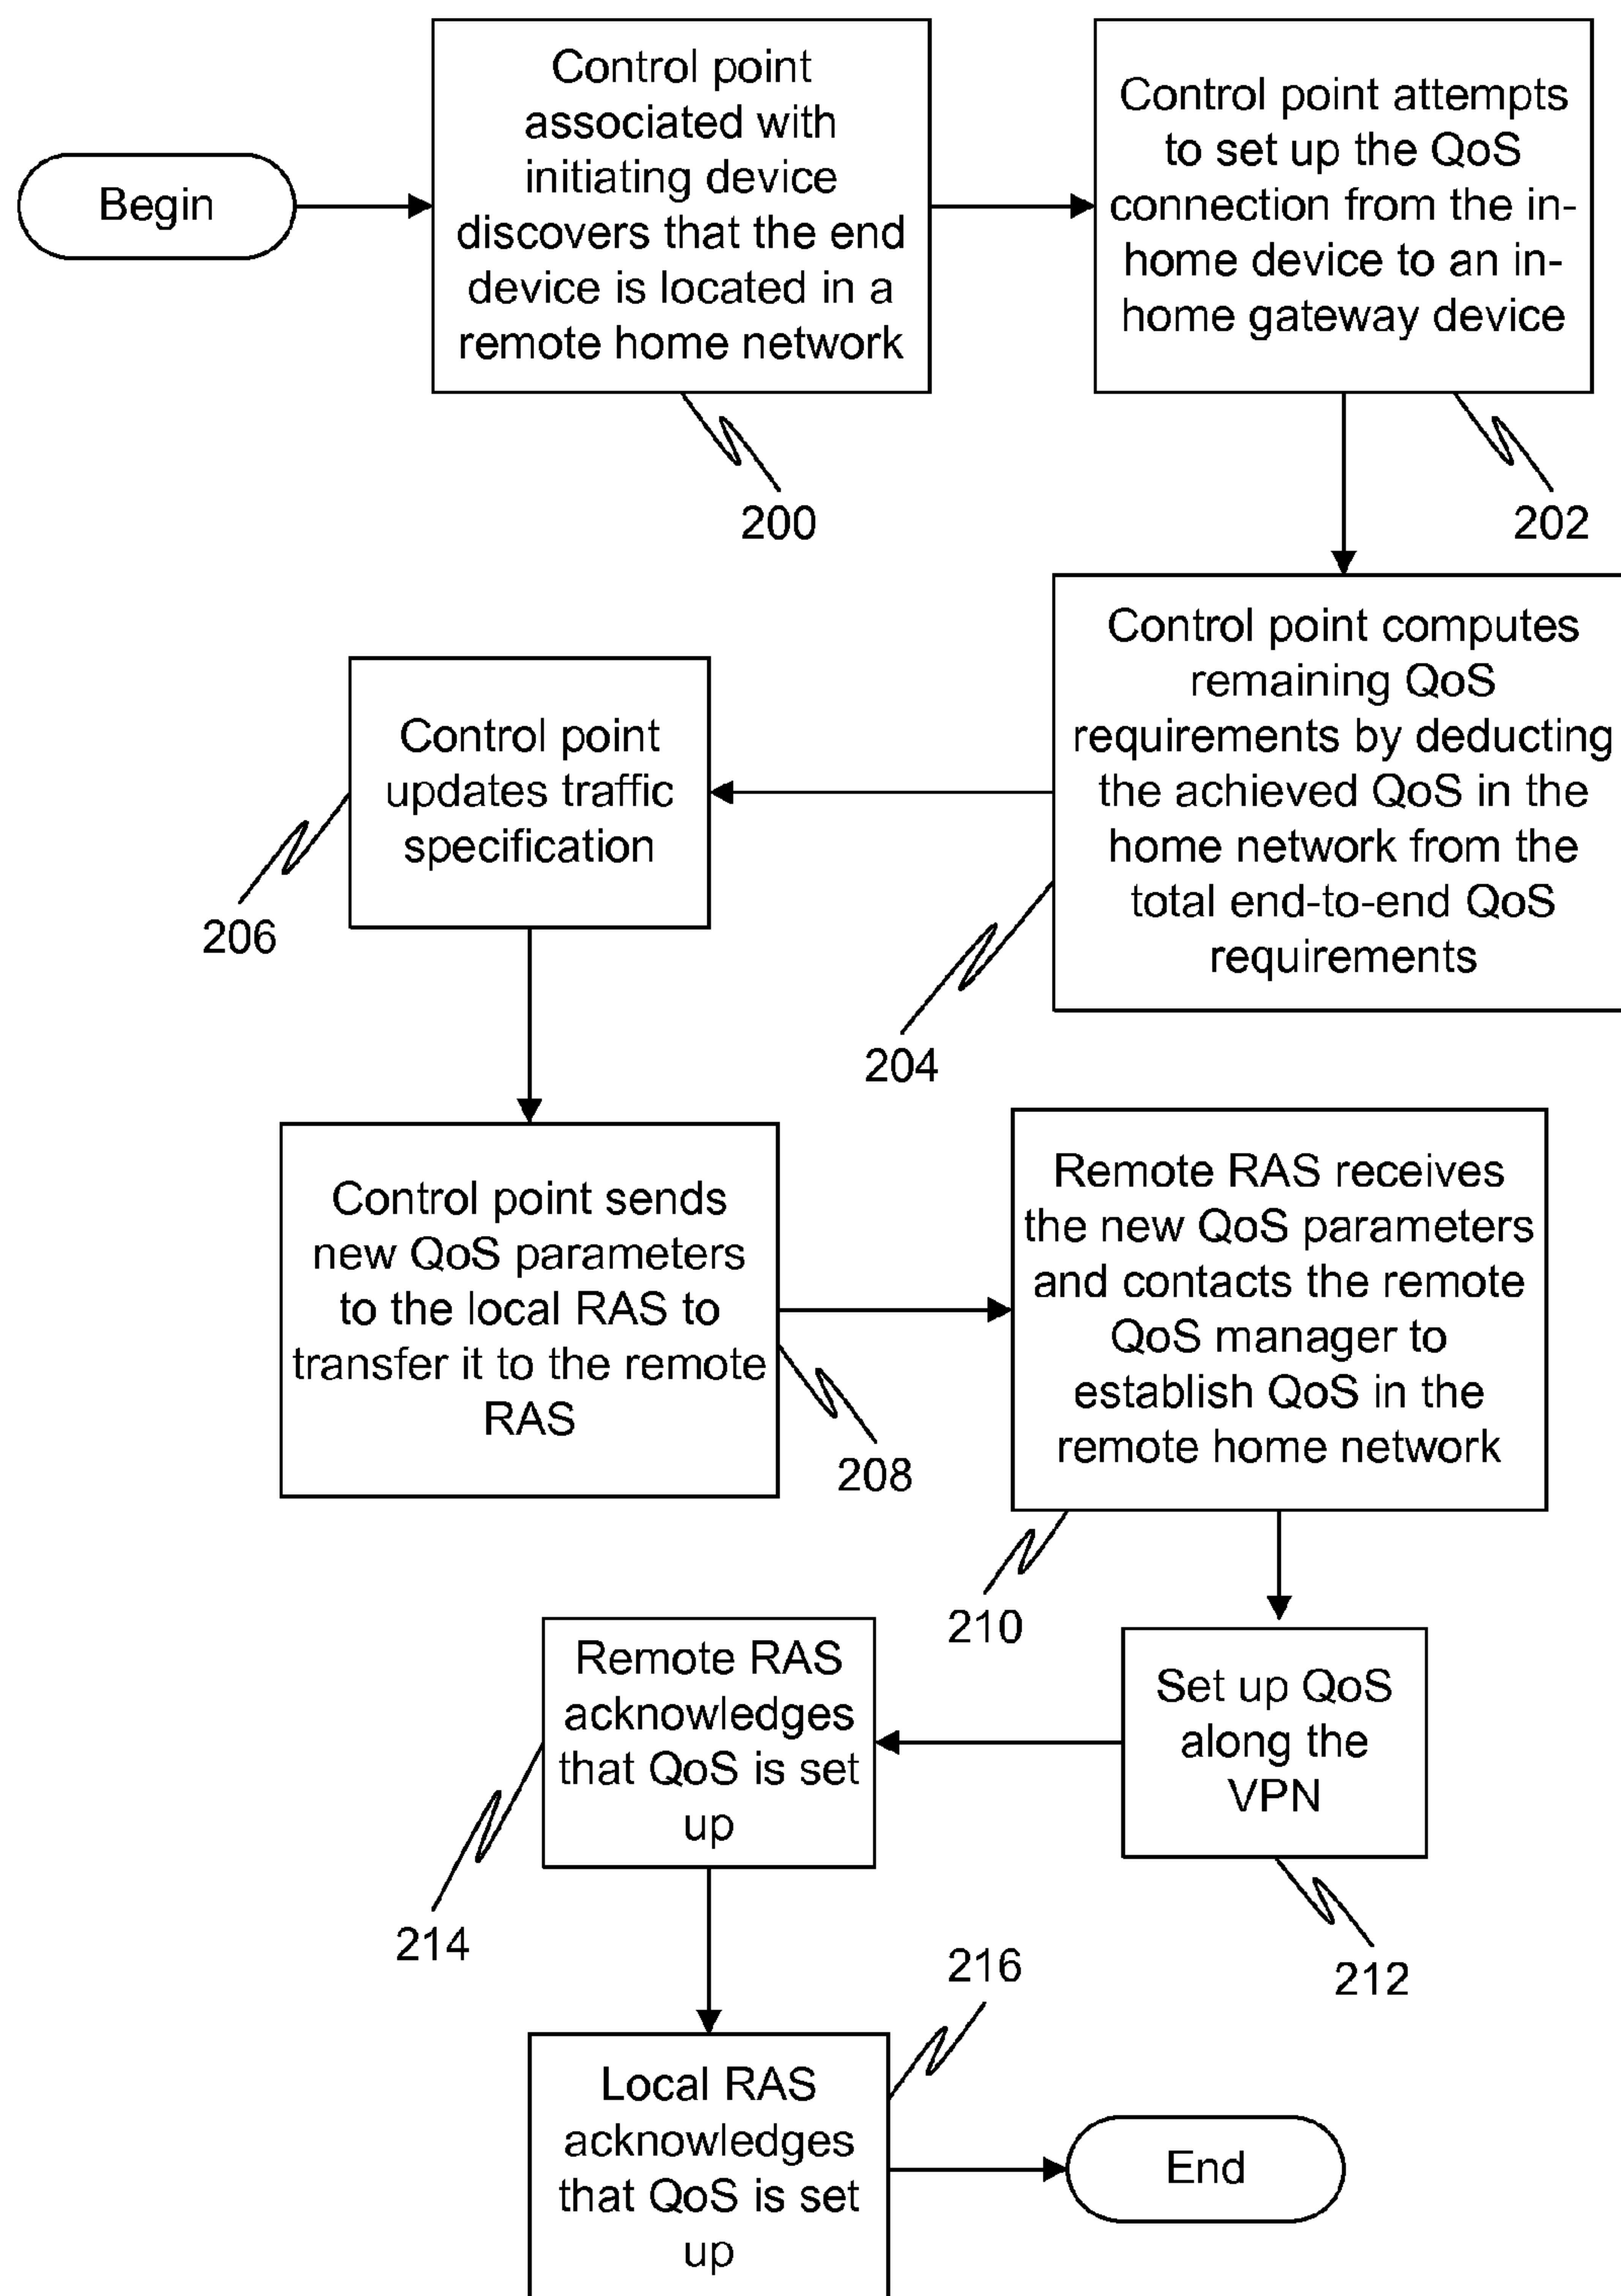 Begin
Control point
associated with
initiating device
discovers that the end
device is located in a
remote home network
200
Control point attempts
to set up the QoS
connection from the in-
home device to an in-
home gateway device
202
Control point computes
remaining QoS
requirements by deducting
the achieved QoS in the
home network from the
total end-to-end QoS
requirements
204
Control point
updates traffic
specification
206
Control point sends
new QoS parameters
to the local RAS to
transfer it to the remote
RAS
208
Remote RAS receives
the new QoS parameters
and contacts the remote
QoS manager to
establish QoS in the
remote home network
210
Set up QoS
along the
VPN
212
Remote RAS
acknowledges
that QoS is set
up
214
Local RAS
acknowledges
that QoS is set
up
216
End